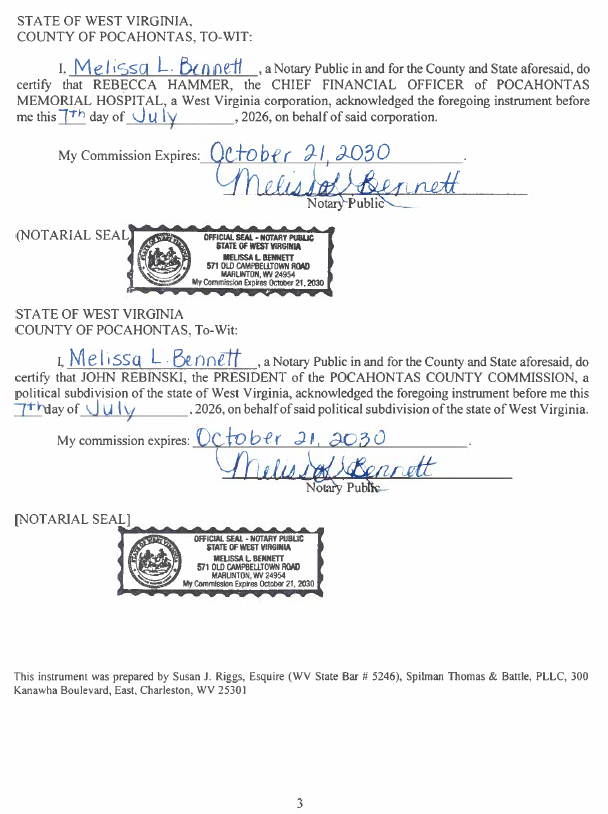 STATE OF WEST VIRGINIA,
COUNTY OF POCAHONTAS, TO-WIT:
I, Melissa L. Bennett, a Notary Public in and for the County and State aforesaid, do
certify that REBECCA HAMMER, the CHIEF FINANCIAL OFFICER of POCAHONTAS
MEMORIAL HOSPITAL, a West Virginia corporation, acknowledged the foregoing instrument before
me this 7th day of July, 2026, on behalf of said corporation.
My Commission Expires: October 21, 2030.
Melissa L Bennett
Notary Public
(NOTARIAL SEAL
OFFICIAL SEAL - NOTARY PUBLIC
STATE OF WEST VIRGINIA
MELISSA L. BENNETT
571 OLD CAMPBELLTOWN ROAD
MARLINTON, WV 24954
My Commission Expires October 21, 2030
STATE OF WEST VIRGINIA
COUNTY OF POCAHONTAS, To-Wit:
I, Melissa L. Bennett, a Notary Public in and for the County and State aforesaid, do
certify that JOHN REBINSKI, the PRESIDENT of the POCAHONTAS COUNTY COMMISSION, a
political subdivision of the state of West Virginia, acknowledged the foregoing instrument before me this
7th day of July, 2026, on behalf of said political subdivision of the state of West Virginia.
My commission expires: October 21, 2030.
Melissa L Bennett
Notary Public
[NOTARIAL SEAL]
OFFICIAL SEAL - NOTARY PUBLIC
STATE OF WEST VIRGINIA
MELISSA L. BENNETT
571 OLD CAMPBELLTOWN ROAD
MARLINTON, WV 24954
My Commission Expires October 21, 2030
This instrument was prepared by Susan J. Riggs, Esquire (WV State Bar # 5246), Spilman Thomas & Battle, PLLC, 300
Kanawha Boulevard, East, Charleston, WV 25301
3